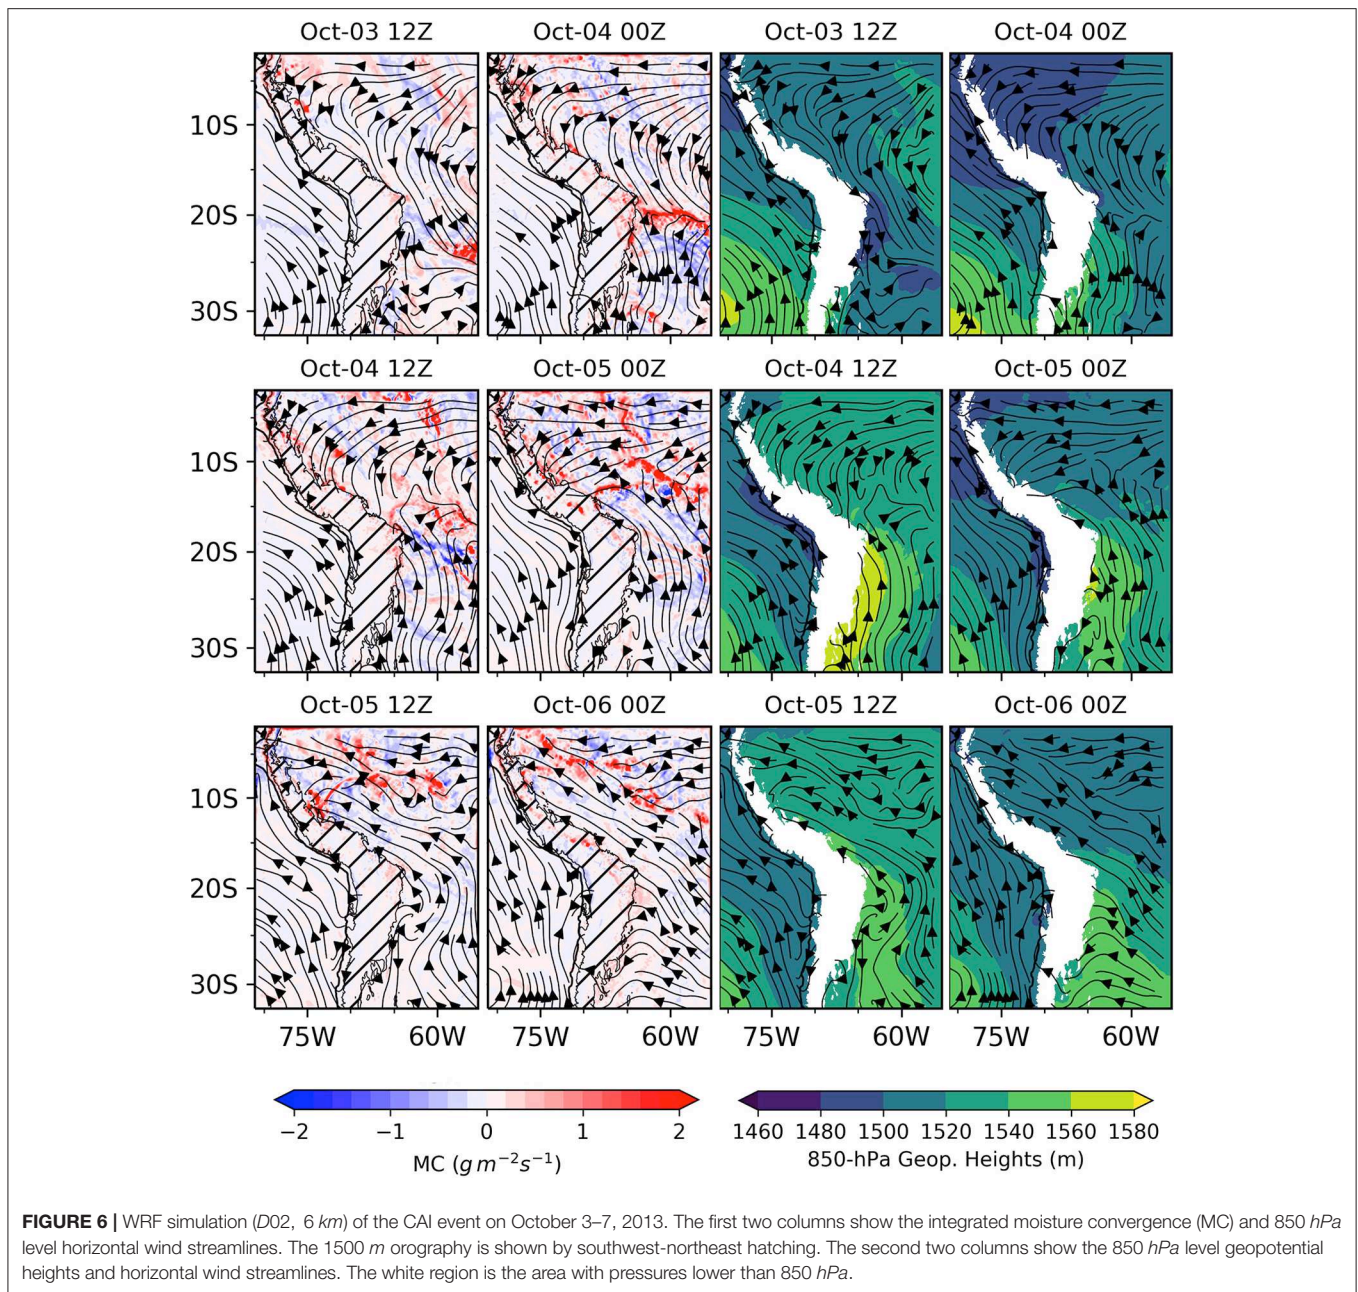 Oct-03 12Z Oct-04 00Z Oct-03 12Z Oct-04 00Z
10S
20S
30S
Oct-04 12Z Oct-05 00Z Oct-04 12Z Oct-05 00Z
10S
20S
30S
Oct-05 12Z Oct-06 00Z Oct-05 12Z Oct-06 00Z
10S
20S
30S
75W 60W 75W 60W 75W 60W 75W 60W
−2 −1 0 1 2
MC (g m⁻²s⁻¹)
1460 1480 1500 1520 1540 1560 1580
850-hPa Geop. Heights (m)
FIGURE 6 | WRF simulation (D02, 6 km) of the CAI event on October 3–7, 2013. The first two columns show the integrated moisture convergence (MC) and 850 hPa
level horizontal wind streamlines. The 1500 m orography is shown by southwest-northeast hatching. The second two columns show the 850 hPa level geopotential
heights and horizontal wind streamlines. The white region is the area with pressures lower than 850 hPa.